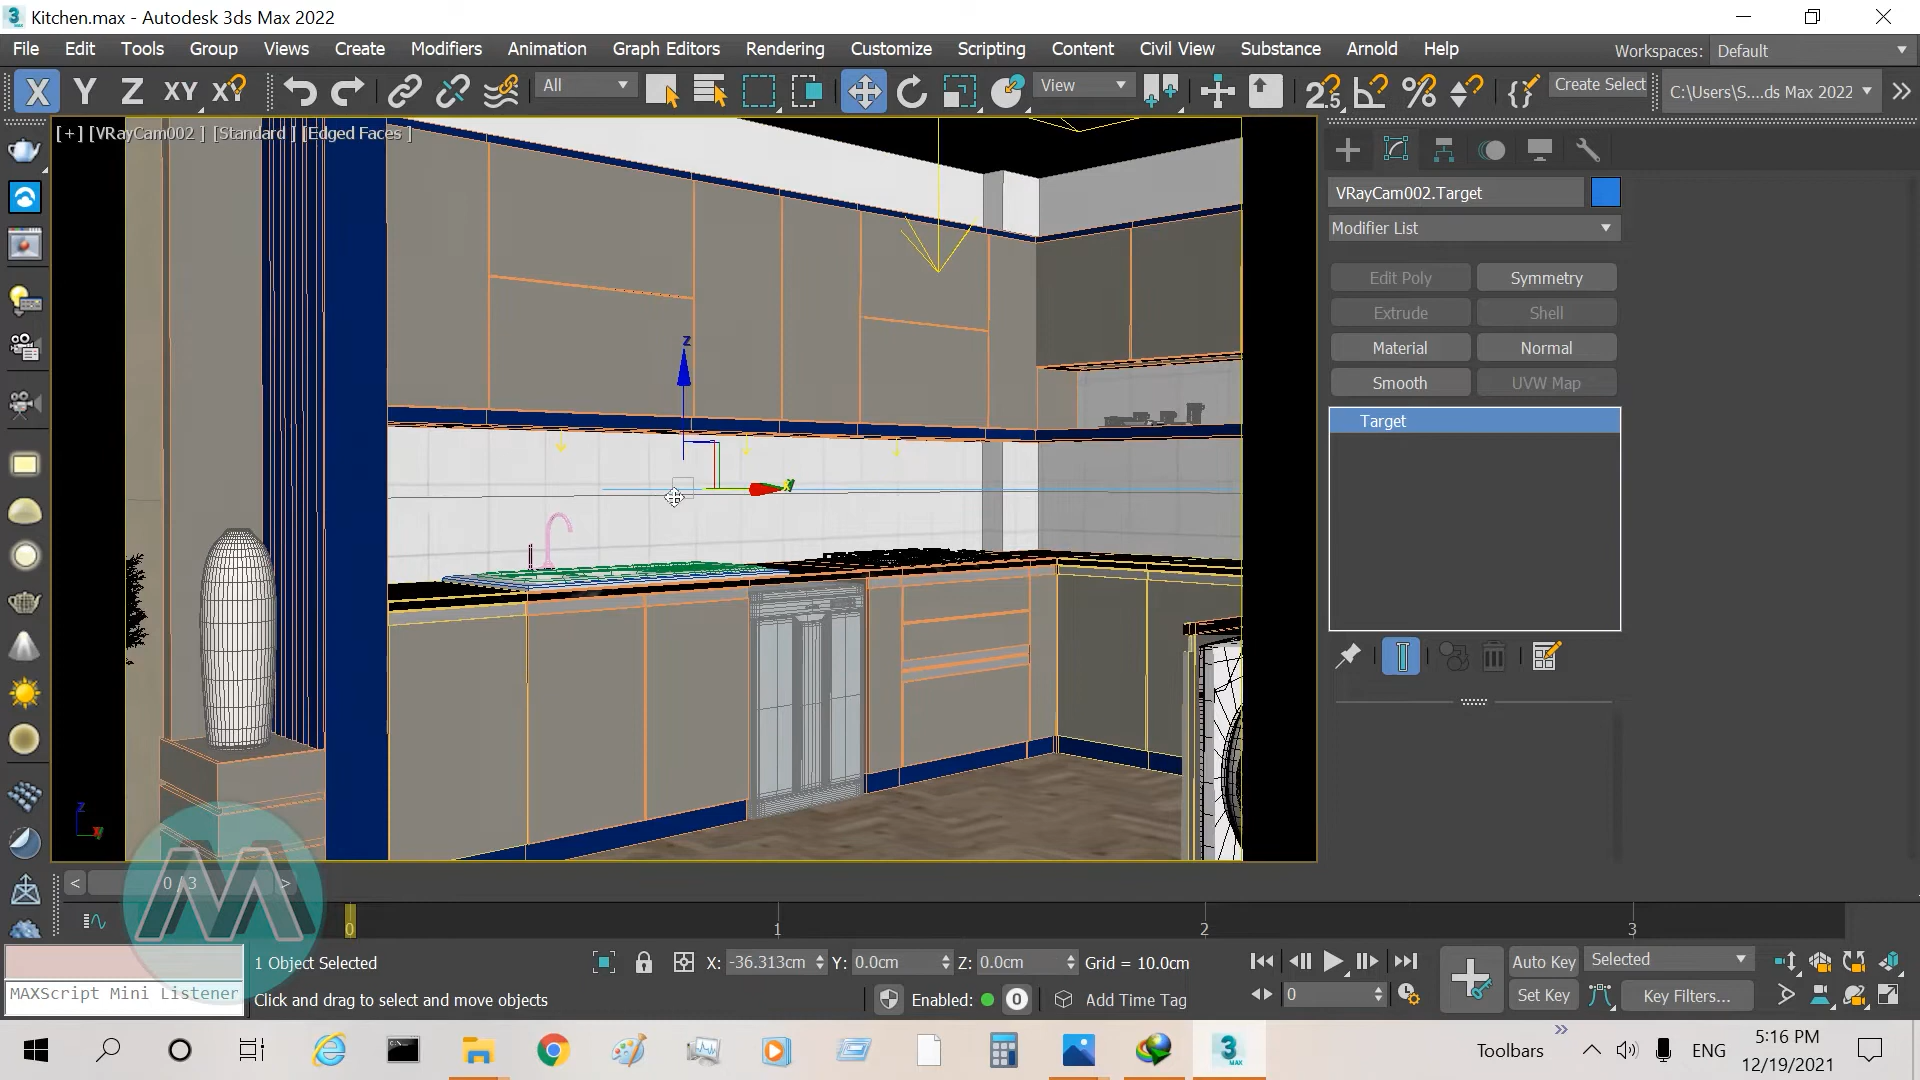 Kitchen.max - Autodesk 3ds Max 2022
File Edit Tools Group Views Create Modifiers Animation Graph Editors Rendering Customize Scripting Content Civil View Substance Arnold Help Workspaces: Default
X Y Z XY XY All View 2.5 Create Select C:\Users\S....ds Max 2022
[+] [VRayCam002 ] [Standard ] [Edged Faces ]
VRayCam002.Target
Modifier List
Edit Poly Symmetry
Extrude Shell
Material Normal
Smooth UVW Map
Target
z
y
z
y
< 0 / 3 >
0 1 2 3
1 Object Selected X: -36.313cm Y: 0.0cm Z: 0.0cm Grid = 10.0cm Auto Key Selected
MAXScript Mini Listener Click and drag to select and move objects Enabled: 0 Add Time Tag 0 Set Key Key Filters...
Toolbars ENG 5:16 PM
12/19/2021